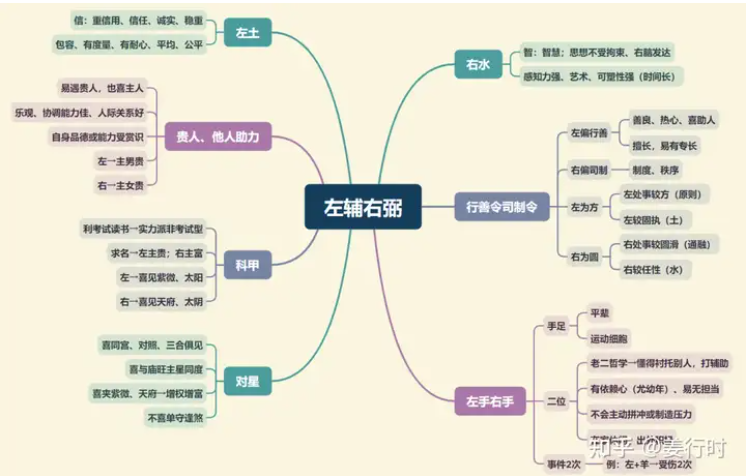 左辅右弼
左土
信：重信用、信任、诚实、稳重
包容、有度量、有耐心、平均、公平
贵人、他人助力
易遇贵人，也喜主人
乐观、协调能力佳、人际关系好
自身品德或能力受赏识
左一主男贵
右一主女贵
科甲
利考试读书一实力派非考试型
求名一左主贵；右主富
左一喜见紫微、太阳
右一喜见天府、太阴
对星
喜同宫、对照、三合俱见
喜与庙旺主星同度
喜夹紫微、天府一增权增富
不喜单守逢煞
右水
智：智慧；思想不受拘束、右脑发达
感知力强、艺术、可塑性强（时间长）
行善令司制令
左偏行善
善良、热心、喜助人
擅长，易有专长
右偏司制
制度、秩序
左为方
左处事较方（原则）
左较固执（土）
右为圆
右处事较圆滑（通融）
右较任性（水）
左手右手
手足
平辈
运动细胞
二位
老二哲学一懂得衬托别人，打辅助
有依赖心（尤幼年）、易无担当
不会主动拼冲或制造压力
事件2次
例：左+羊一受伤2次
知乎 @姜行时